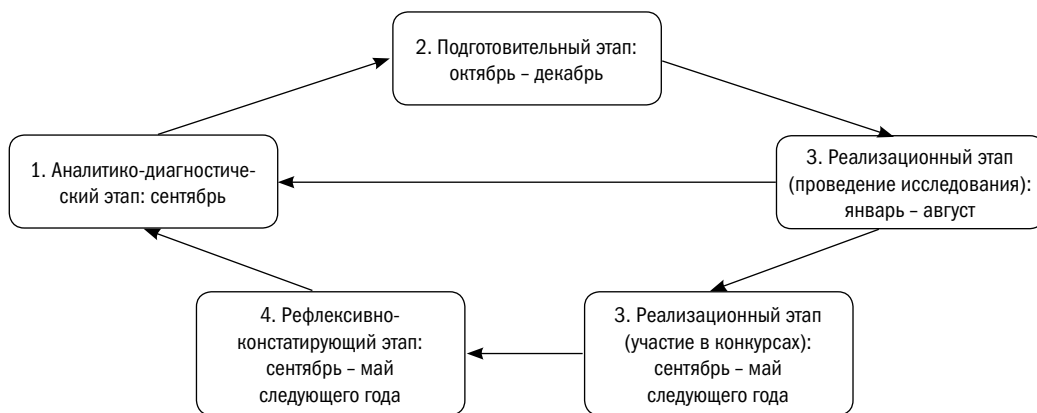 2. Подготовительный этап:
октябрь – декабрь
1. Аналитико-диагностиче-
ский этап: сентябрь
3. Реализационный этап
(проведение исследования):
январь – август
4. Рефлексивно-
констатирующий этап:
сентябрь – май
следующего года
3. Реализационный этап
(участие в конкурсах):
сентябрь – май
следующего года